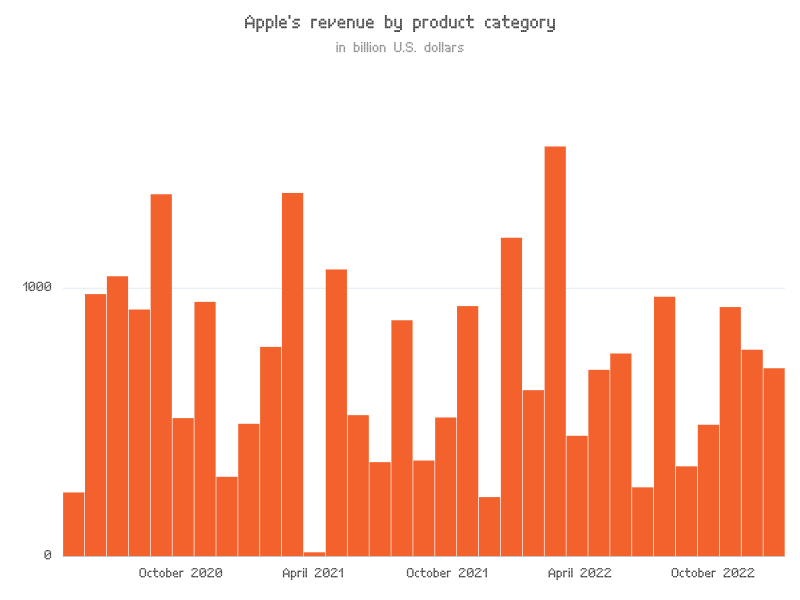 Apple's revenue by product category
in billion U.S. dollars
1000
0
October 2020
April 2021
October 2021
April 2022
October 2022